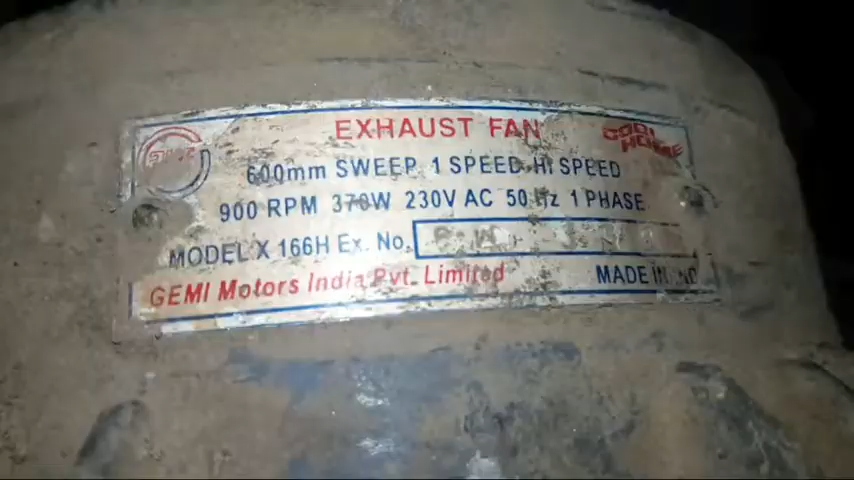 EXHAUST FAN
COOL HOME
600mm SWEEP 1 SPEED HI SPEED
900 RPM 370W 230V AC 50 Hz 1 PHASE
MODEL X 166H Ex. No.
GEMI Motors India Pvt. Limited MADE IN